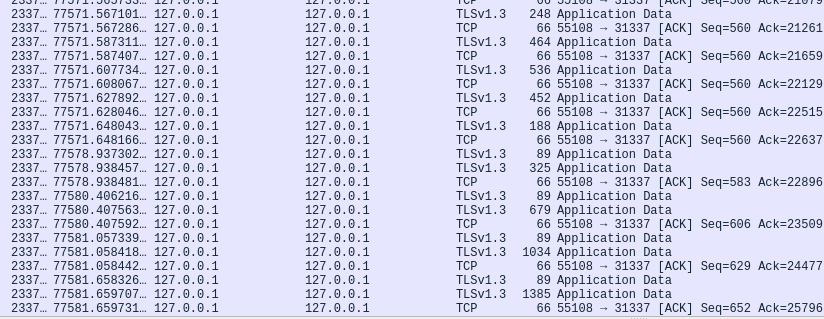 2337… 77571.565733… 127.0.0.1 127.0.0.1 TCP 66 55108 → 31337 [ACK] Seq=560 Ack=21079
2337… 77571.567101… 127.0.0.1 127.0.0.1 TLSv1.3 248 Application Data
2337… 77571.567286… 127.0.0.1 127.0.0.1 TCP 66 55108 → 31337 [ACK] Seq=560 Ack=21261
2337… 77571.587311… 127.0.0.1 127.0.0.1 TLSv1.3 464 Application Data
2337… 77571.587407… 127.0.0.1 127.0.0.1 TCP 66 55108 → 31337 [ACK] Seq=560 Ack=21659
2337… 77571.607734… 127.0.0.1 127.0.0.1 TLSv1.3 536 Application Data
2337… 77571.608067… 127.0.0.1 127.0.0.1 TCP 66 55108 → 31337 [ACK] Seq=560 Ack=22129
2337… 77571.627892… 127.0.0.1 127.0.0.1 TLSv1.3 452 Application Data
2337… 77571.628046… 127.0.0.1 127.0.0.1 TCP 66 55108 → 31337 [ACK] Seq=560 Ack=22515
2337… 77571.648043… 127.0.0.1 127.0.0.1 TLSv1.3 188 Application Data
2337… 77571.648166… 127.0.0.1 127.0.0.1 TCP 66 55108 → 31337 [ACK] Seq=560 Ack=22637
2337… 77578.937302… 127.0.0.1 127.0.0.1 TLSv1.3 89 Application Data
2337… 77578.938457… 127.0.0.1 127.0.0.1 TLSv1.3 325 Application Data
2337… 77578.938481… 127.0.0.1 127.0.0.1 TCP 66 55108 → 31337 [ACK] Seq=583 Ack=22896
2337… 77580.406216… 127.0.0.1 127.0.0.1 TLSv1.3 89 Application Data
2337… 77580.407563… 127.0.0.1 127.0.0.1 TLSv1.3 679 Application Data
2337… 77580.407592… 127.0.0.1 127.0.0.1 TCP 66 55108 → 31337 [ACK] Seq=606 Ack=23509
2337… 77581.057339… 127.0.0.1 127.0.0.1 TLSv1.3 89 Application Data
2337… 77581.058418… 127.0.0.1 127.0.0.1 TLSv1.3 1034 Application Data
2337… 77581.058442… 127.0.0.1 127.0.0.1 TCP 66 55108 → 31337 [ACK] Seq=629 Ack=24477
2337… 77581.658326… 127.0.0.1 127.0.0.1 TLSv1.3 89 Application Data
2337… 77581.659707… 127.0.0.1 127.0.0.1 TLSv1.3 1385 Application Data
2337… 77581.659731… 127.0.0.1 127.0.0.1 TCP 66 55108 → 31337 [ACK] Seq=652 Ack=25796